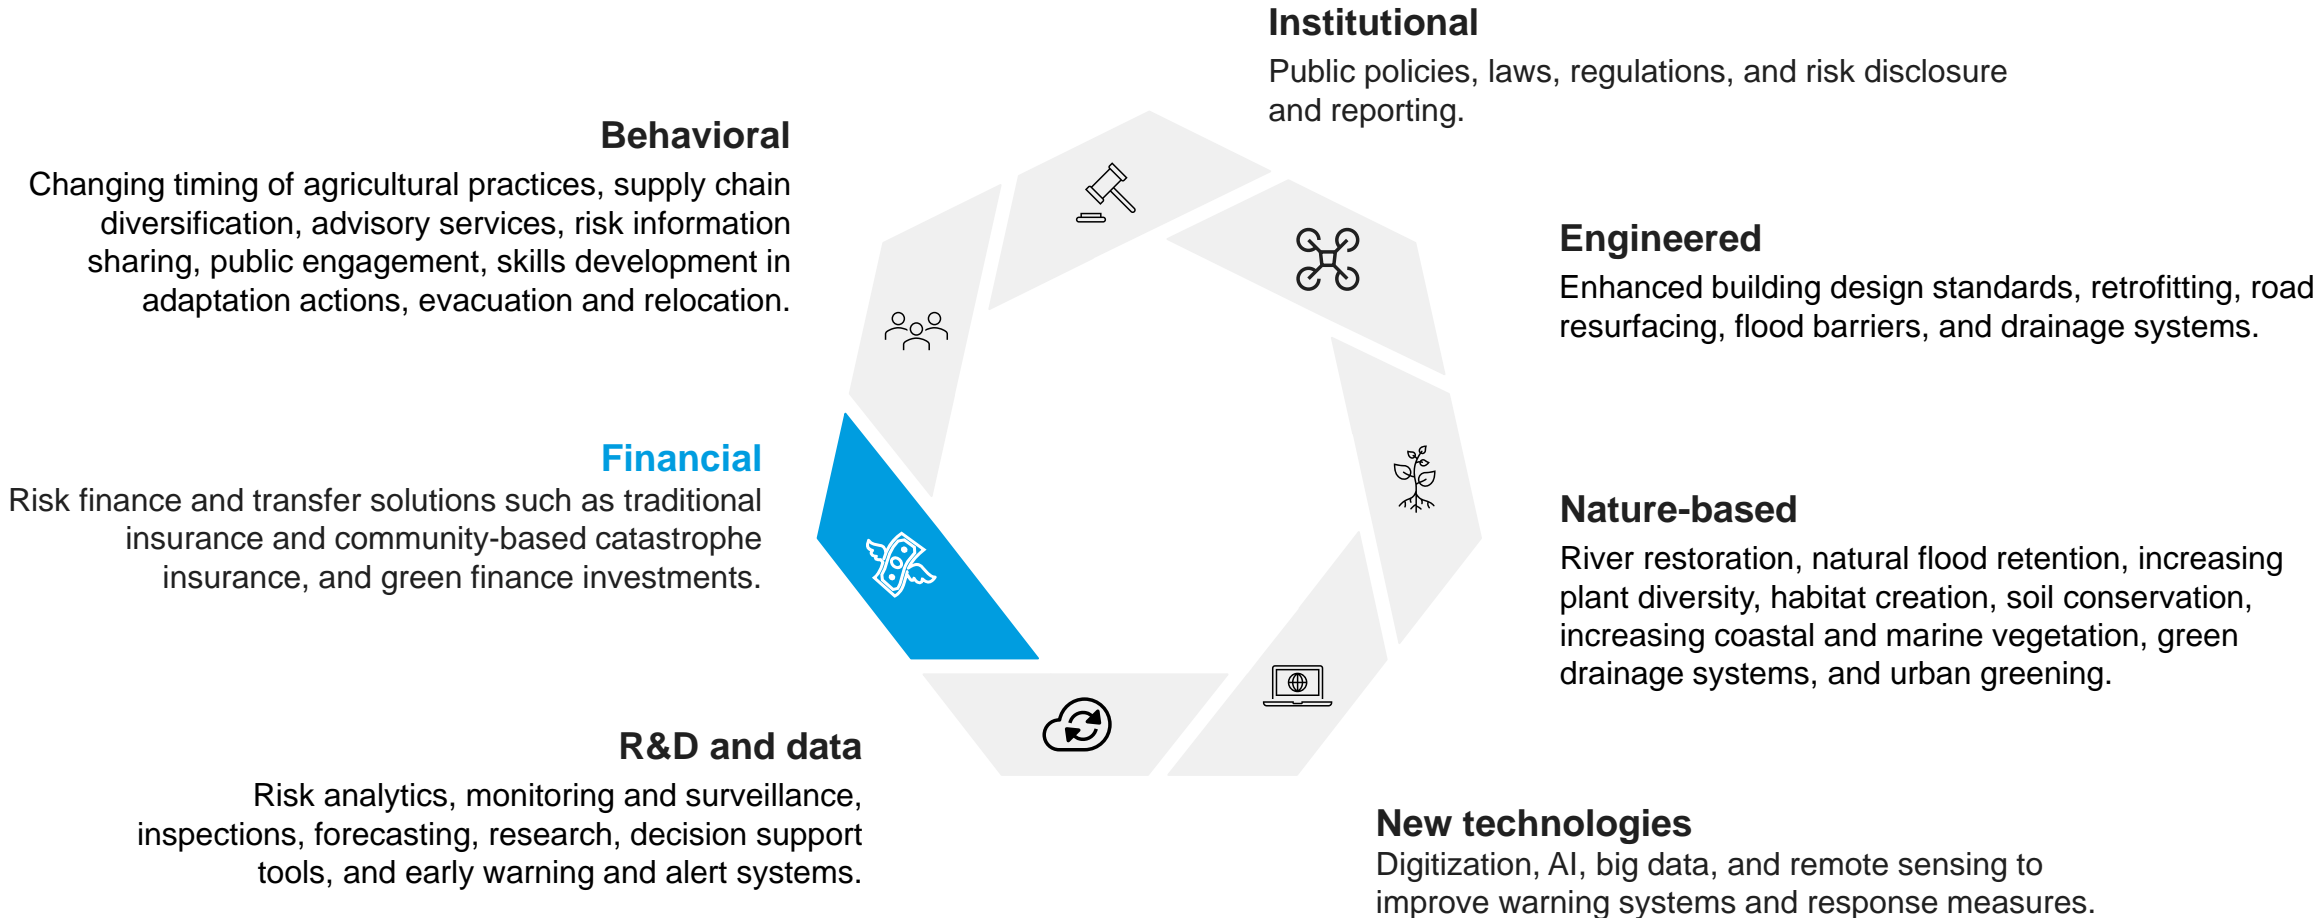 Institutional
Public policies, laws, regulations, and risk disclosure
and reporting.
Behavioral
Changing timing of agricultural practices, supply chain
diversification, advisory services, risk information
sharing, public engagement, skills development in
adaptation actions, evacuation and relocation.
Engineered
Enhanced building design standards, retrofitting, road
resurfacing, flood barriers, and drainage systems.
Financial
Risk finance and transfer solutions such as traditional
insurance and community-based catastrophe
insurance, and green finance investments.
Nature-based
River restoration, natural flood retention, increasing
plant diversity, habitat creation, soil conservation,
increasing coastal and marine vegetation, green
drainage systems, and urban greening.
R&D and data
Risk analytics, monitoring and surveillance,
inspections, forecasting, research, decision support
tools, and early warning and alert systems.
New technologies
Digitization, AI, big data, and remote sensing to
improve warning systems and response measures.